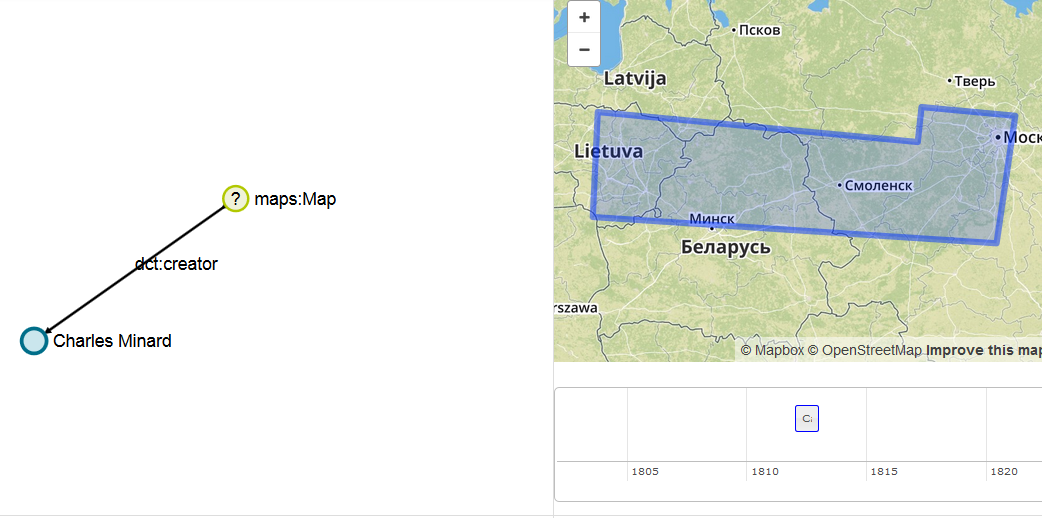 ? maps:Map
dct:creator
Charles Minard
+
−
Псков
Latvija
Тверь
Моск
Lietuva
Смоленск
Минск
Беларусь
rszawa
© Mapbox © OpenStreetMap Improve this map
1805
1810
1815
1820